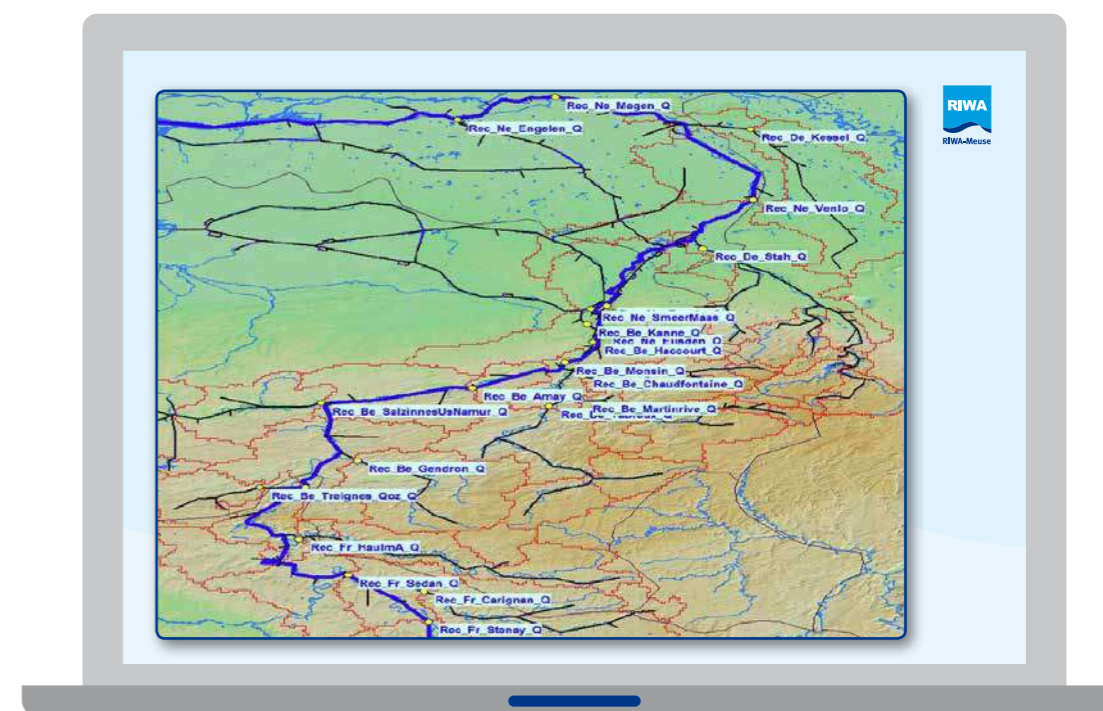 Rec_Ne_Megen_Q
RIWA
RIWA-Meuse
Rec_Ne_Engelen_Q
Rec_De_Kessel_Q
Rec_Ne_Venlo_Q
Rec_De_Stah_Q
Rec_Ne_SmeerMaas_Q
Rec_Be_Kanne_Q
Rec_Be_Haccourt_Q
Rec_Be_Monsin_Q
Rec_Be_Chaudfontaine_Q
Rec_Be_Amay_Q
Rec_Be_Martinrive_Q
Rec_Be_SalzinnesUsNamur_Q
Rec_Be_Gendron_Q
Rec_Be_Treignes_Qoz_Q
Rec_Fr_HaulmA_Q
Rec_Fr_Sedan_Q
Rec_Fr_Carignan_Q
Rec_Fr_Stenay_Q